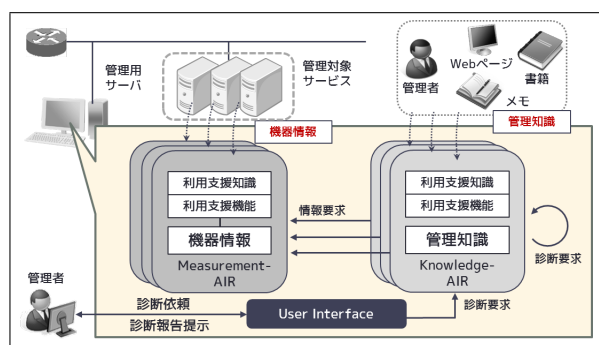 管理用
サーバ
管理対象
サービス
管理者
Webページ
書籍
メモ
機器情報
管理知識
利用支援知識
利用支援機能
機器情報
Measurement-
AIR
情報要求
利用支援知識
利用支援機能
管理知識
Knowledge-
AIR
診断要求
管理者
診断依頼
診断報告提示
User Interface
診断要求